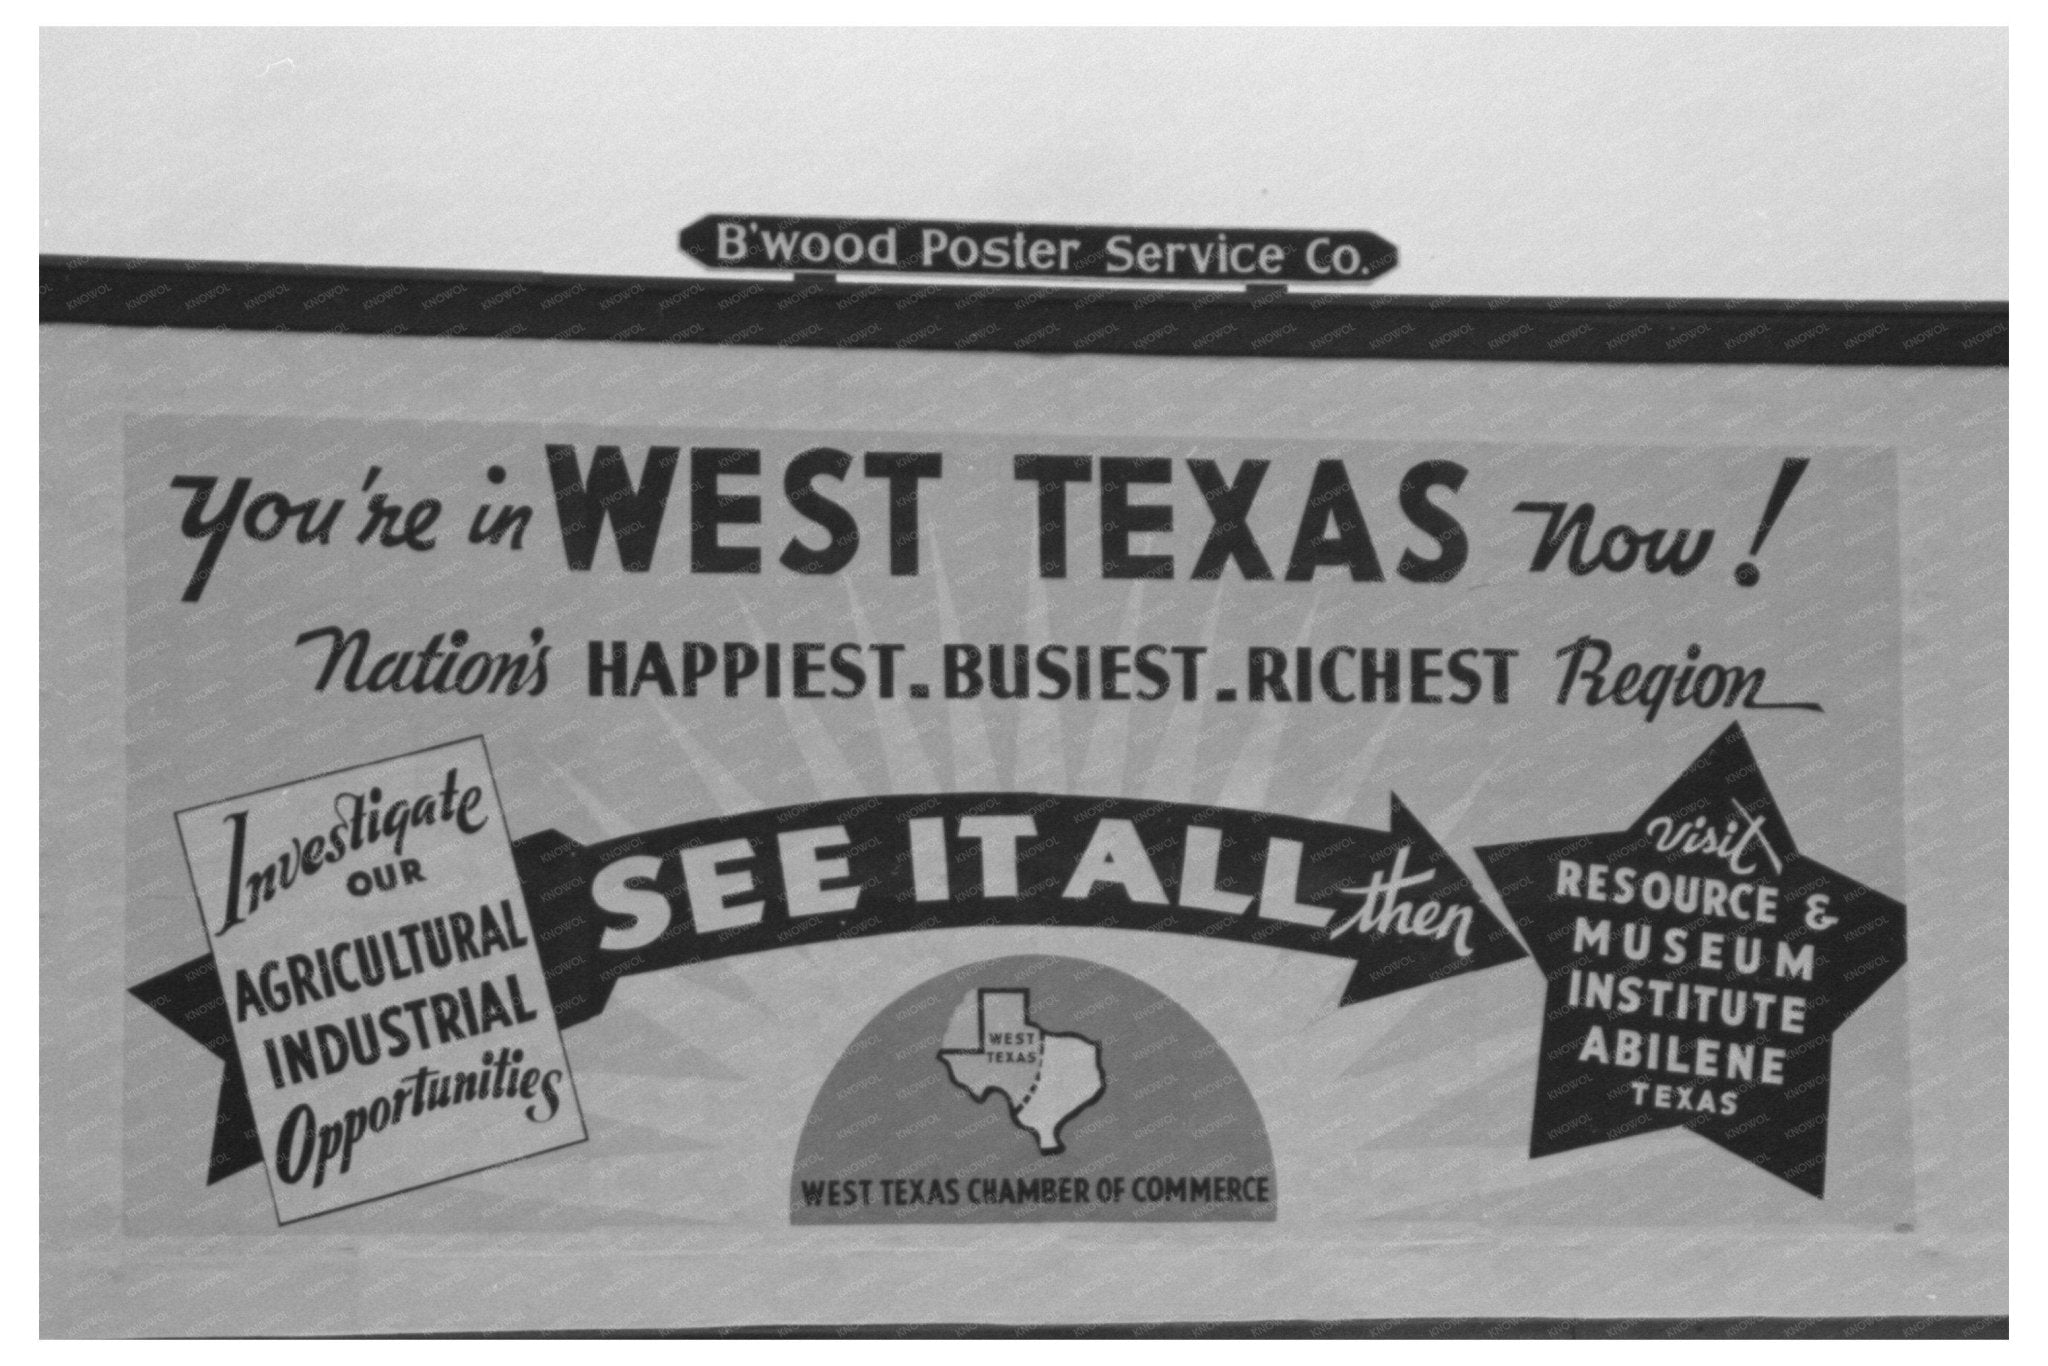 B'wood Poster Service Co.
You're in WEST TEXAS Now!
Nation's HAPPIEST-BUSIEST-RICHEST Region
Investigate
OUR
AGRICULTURAL
INDUSTRIAL
Opportunities
SEE IT ALL then
visit
RESOURCE &
MUSEUM
INSTITUTE
ABILENE
TEXAS
WEST
TEXAS
WEST TEXAS CHAMBER OF COMMERCE
KNOWOL